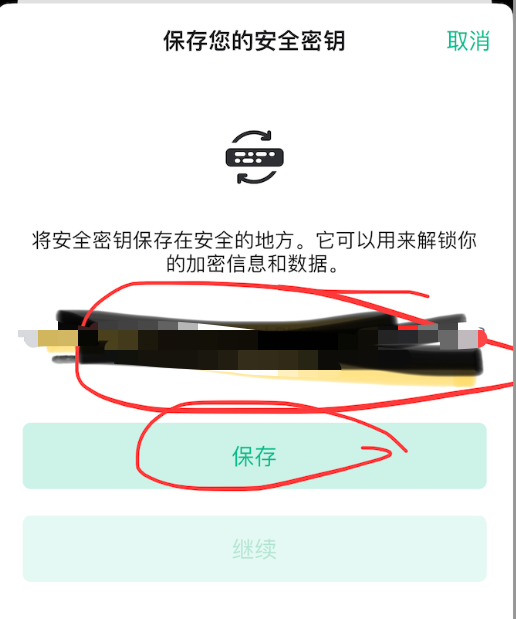 保存您的安全密钥
取消
将安全密钥保存在安全的地方。它可以用来解锁你
的加密信息和数据。
保存
继续